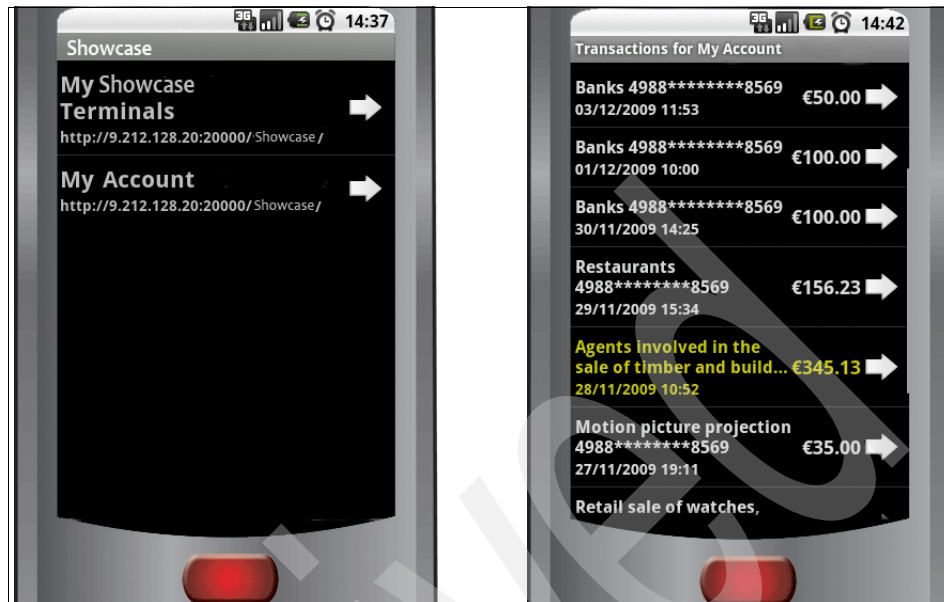 3G 14:37
Showcase
My Showcase
Terminals
http://9.212.128.20:20000/Showcase/
My Account
http://9.212.128.20:20000/Showcase/
3G 14:42
Transactions for My Account
Banks 4988********8569
€50.00
03/12/2009 11:53
Banks 4988********8569
€100.00
01/12/2009 10:00
Banks 4988********8569
€100.00
30/11/2009 14:25
Restaurants
4988********8569
€156.23
29/11/2009 15:34
Agents involved in the
sale of timber and build... €345.13
28/11/2009 10:52
Motion picture projection
4988********8569
€35.00
27/11/2009 19:11
Retail sale of watches,